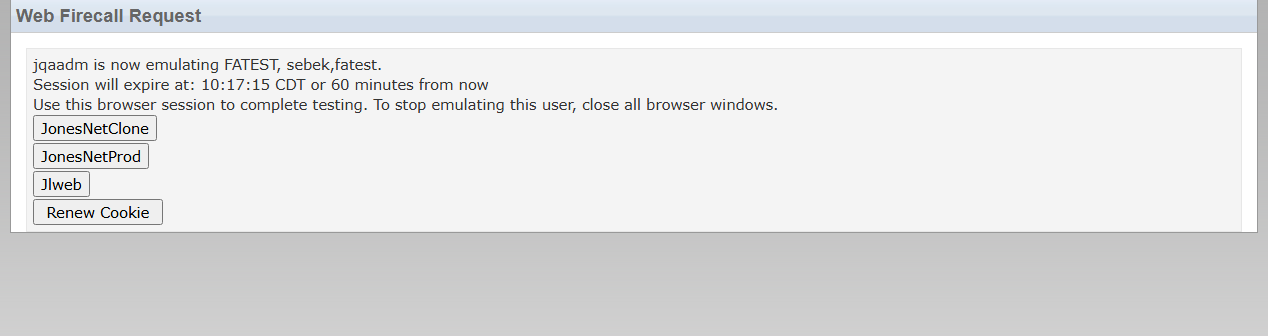 Web Firecall Request
jqaadm is now emulating FATEST, sebek,fatest.
Session will expire at: 10:17:15 CDT or 60 minutes from now
Use this browser session to complete testing. To stop emulating this user, close all browser windows.
JonesNetClone
JonesNetProd
Jlweb
Renew Cookie